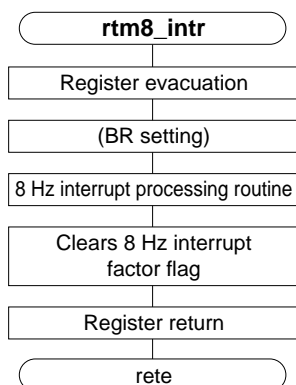 rtm8_intr
Register evacuation
(BR setting)
8 Hz interrupt processing routine
Clears 8 Hz interrupt
factor flag
Register return
rete